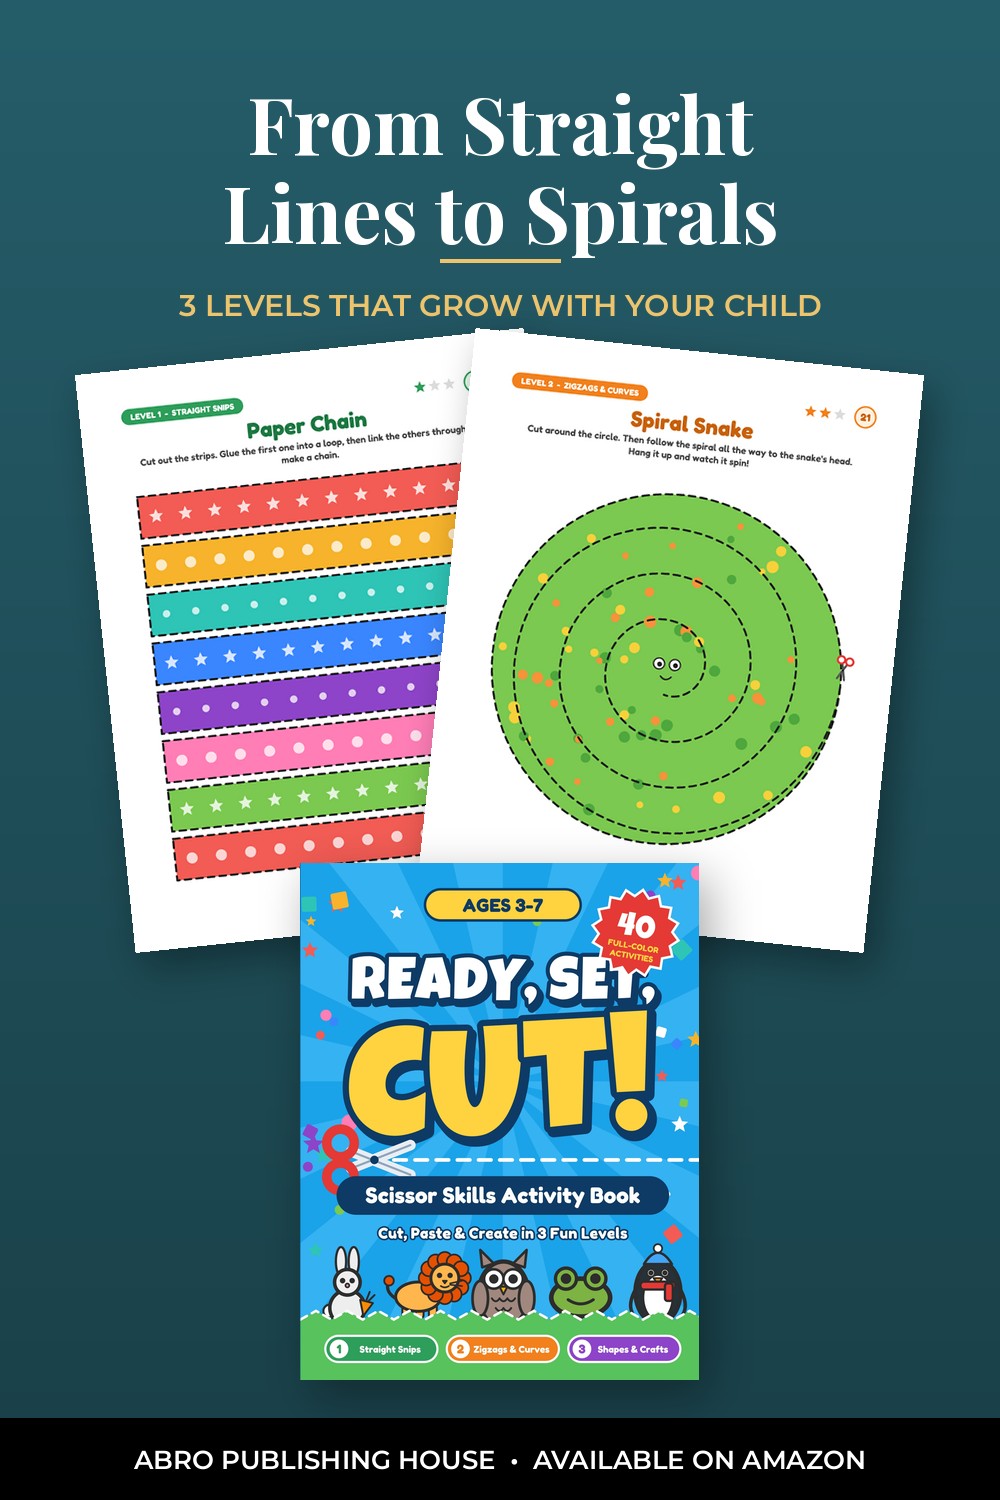 From Straight
Lines to Spirals
3 LEVELS THAT GROW WITH YOUR CHILD
LEVEL 1 - STRAIGHT SNIPS
Paper Chain
Cut out the strips. Glue the first one into a loop, then link the others through
make a chain.
LEVEL 2 - ZIGZAGS & CURVES
21
Spiral Snake
Cut around the circle. Then follow the spiral all the way to the snake's head.
Hang it up and watch it spin!
AGES 3-7
40
FULL-COLOR
ACTIVITIES
READY, SET,
CUT!
Scissor Skills Activity Book
Cut, Paste & Create in 3 Fun Levels
1 Straight Snips
2 Zigzags & Curves
3 Shapes & Crafts
ABRO PUBLISHING HOUSE • AVAILABLE ON AMAZON